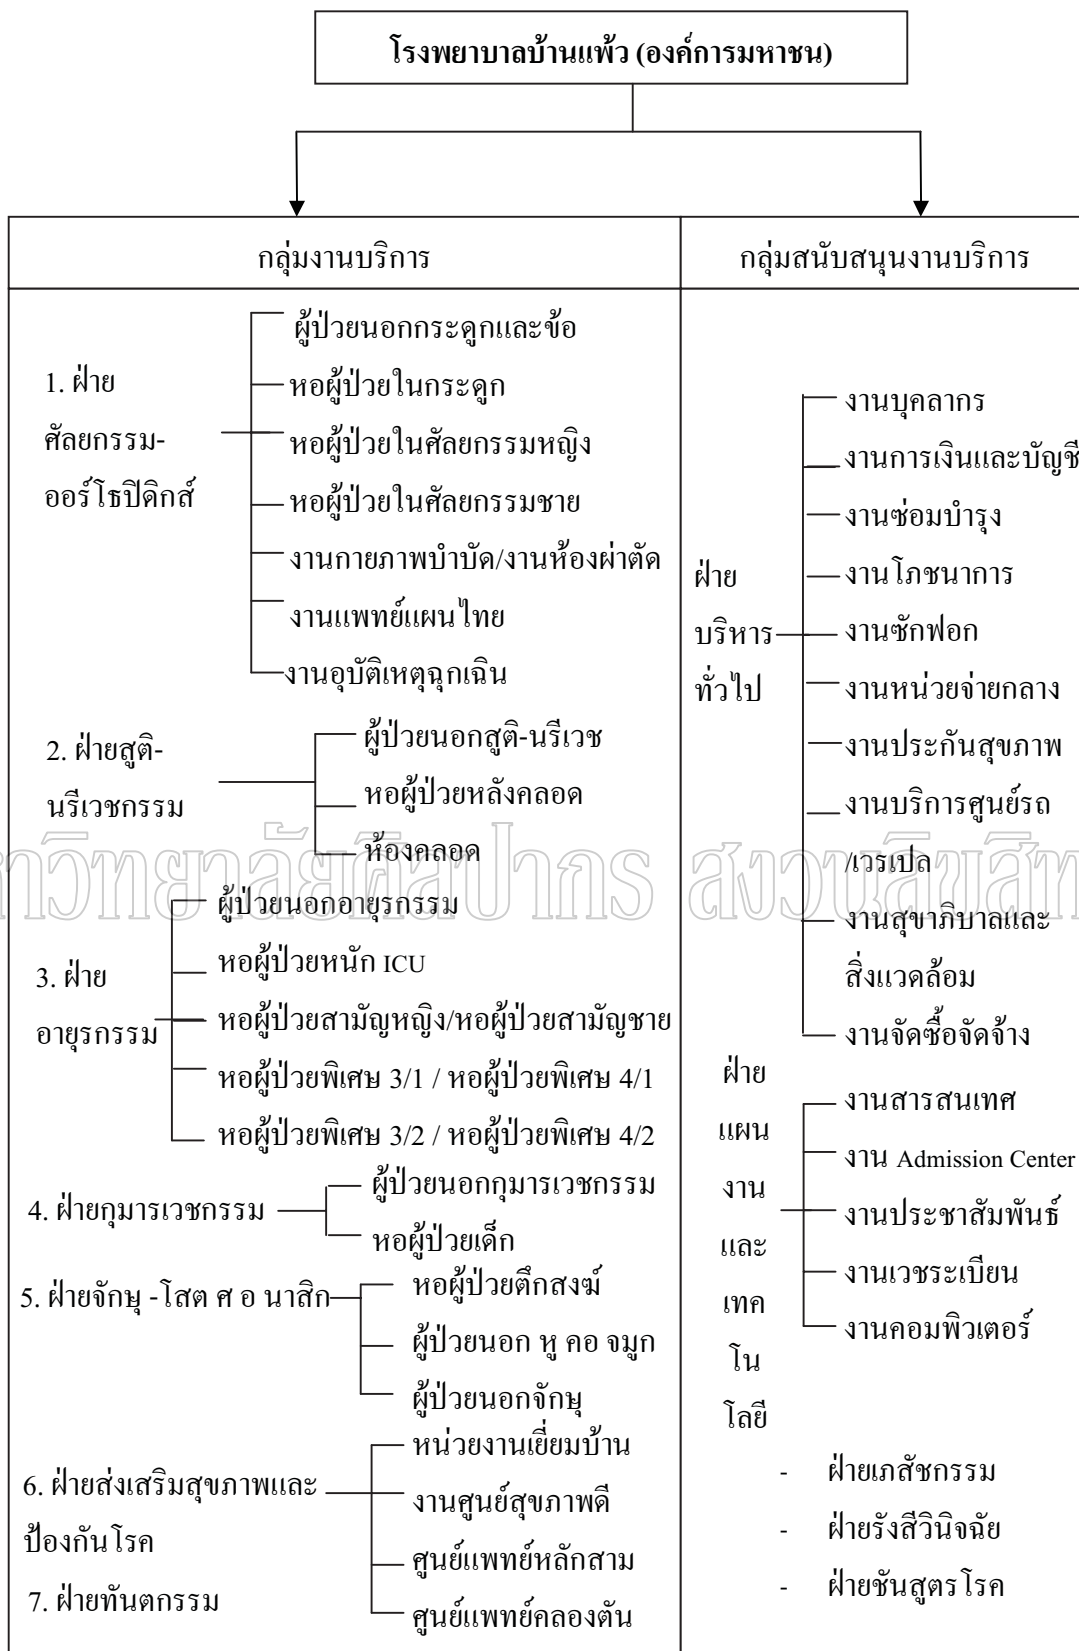 โรงพยาบาลบ้านแพ้ว (องค์การมหาชน)
กลุ่มงานบริการ
1. ฝ่าย
ศัลยกรรม-
ออร์โธปิดิกส์
ผู้ป่วยนอกกระดูกและข้อ
หอผู้ป่วยในกระดูก
หอผู้ป่วยในศัลยกรรมหญิง
หอผู้ป่วยในศัลยกรรมชาย
งานกายภาพบำบัด/งานห้องผ่าตัด
งานแพทย์แผนไทย
งานอุบัติเหตุฉุกเฉิน
2. ฝ่ายสูติ-
นรีเวชกรรม
ผู้ป่วยนอกสูติ-นรีเวช
หอผู้ป่วยหลังคลอด
ห้องคลอด
3. ฝ่าย
อายุรกรรม
ผู้ป่วยนอกอายุรกรรม
หอผู้ป่วยหนัก ICU
หอผู้ป่วยสามัญหญิง/หอผู้ป่วยสามัญชาย
หอผู้ป่วยพิเศษ 3/1 / หอผู้ป่วยพิเศษ 4/1
หอผู้ป่วยพิเศษ 3/2 / หอผู้ป่วยพิเศษ 4/2
4. ฝ่ายกุมารเวชกรรม
ผู้ป่วยนอกกุมารเวชกรรม
หอผู้ป่วยเด็ก
5. ฝ่ายจักษุ -โสต ศ อ นาสิก
หอผู้ป่วยตึกสงฆ์
ผู้ป่วยนอก หู คอ จมูก
ผู้ป่วยนอกจักษุ
6. ฝ่ายส่งเสริมสุขภาพและ
ป้องกันโรค
หน่วยงานเยี่ยมบ้าน
งานศูนย์สุขภาพดี
ศูนย์แพทย์หลักสาม
ศูนย์แพทย์คลองตัน
7. ฝ่ายทันตกรรม
กลุ่มสนับสนุนงานบริการ
ฝ่าย
บริหาร
ทั่วไป
งานบุคลากร
งานการเงินและบัญชี
งานซ่อมบำรุง
งานโภชนาการ
งานซักฟอก
งานหน่วยจ่ายกลาง
งานประกันสุขภาพ
งานบริการศูนย์รถ
/เวรเปล
งานสุขาภิบาลและ
สิ่งแวดล้อม
งานจัดซื้อจัดจ้าง
ฝ่าย
แผน
งาน
และ
เทค
โน
โลยี
งานสารสนเทศ
งาน Admission Center
งานประชาสัมพันธ์
งานเวชระเบียน
งานคอมพิวเตอร์
- ฝ่ายเภสัชกรรม
- ฝ่ายรังสีวินิจฉัย
- ฝ่ายชันสูตรโรค
หาวิทยาลัยศิลปากร สงวนลิขสิท